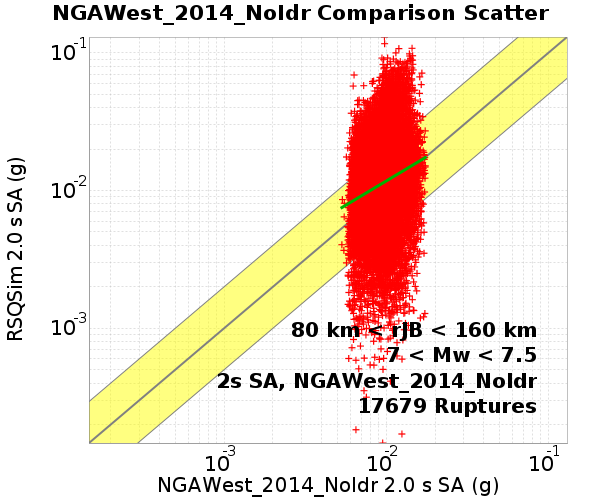 NGAWest_2014_NoIdr Comparison Scatter
10-1
10-2
10-3
RSQSim 2.0 s SA (g)
80 km < rJB < 160 km
7 < Mw < 7.5
2s SA, NGAWest_2014_NoIdr
17679 Ruptures
10-3 10-2 10-1
NGAWest_2014_NoIdr 2.0 s SA (g)